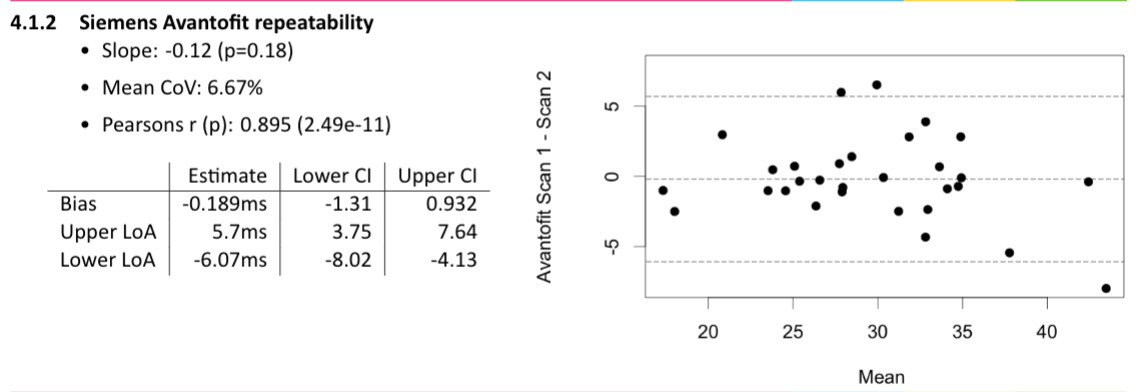 4.1.2 Siemens Avantofit repeatability
• Slope: -0.12 (p=0.18)
• Mean CoV: 6.67%
• Pearsons r (p): 0.895 (2.49e-11)
Estimate Lower CI Upper CI
Bias -0.189ms -1.31 0.932
Upper LoA 5.7ms 3.75 7.64
Lower LoA -6.07ms -8.02 -4.13
Avantofit Scan 1 - Scan 2
5
0
-5
20 25 30 35 40
Mean